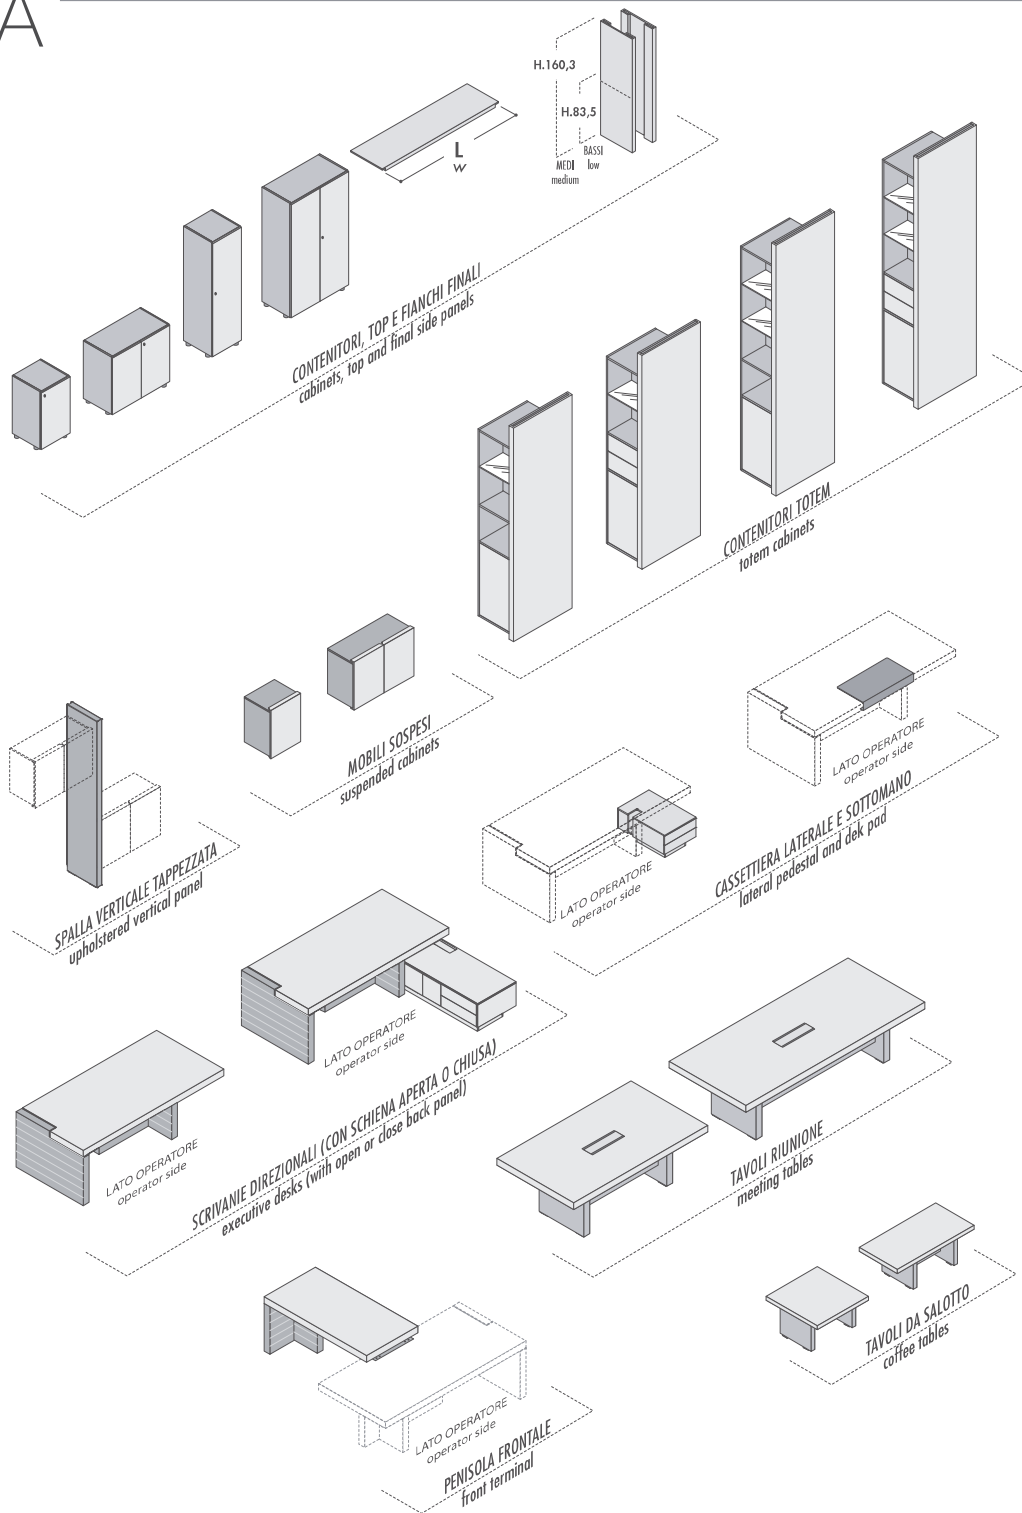 A
H.160,3
H.83,5
L
W
BASSI
low
MEDI
medium
CONTENITORI, TOP E FIANCHI FINALI
cabinets, top and final side panels
CONTENITORI TOTEM
totem cabinets
MOBILI SOSPESI
suspended cabinets
LATO OPERATORE
operator side
CASSETTIERA LATERALE E SOTTOMANO
lateral pedestal and dek pad
SPALLA VERTICALE TAPPEZZATA
upholstered vertical panel
LATO OPERATORE
operator side
LATO OPERATORE
operator side
LATO OPERATORE
operator side
SCRIVANIE DIREZIONALI (CON SCHIENA APERTA O CHIUSA)
executive desks (with open or close back panel)
TAVOLI RIUNIONE
meeting tables
TAVOLI DA SALOTTO
coffee tables
LATO OPERATORE
operator side
PENISOLA FRONTALE
front terminal